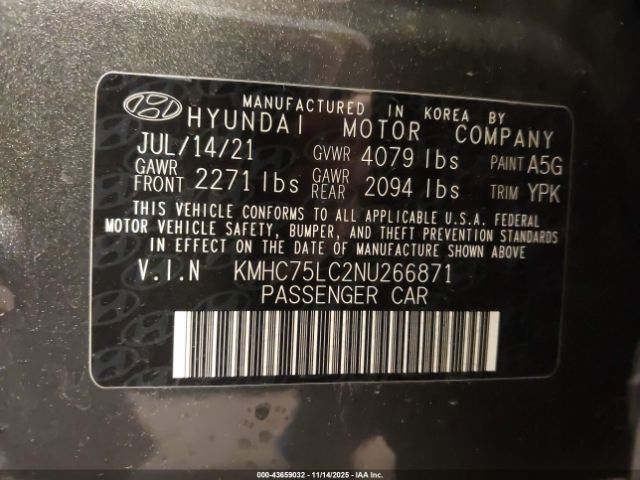 MANUFACTURED IN KOREA BY
HYUNDAI MOTOR COMPANY
JUL/14/21 GVWR 4079 lbs PAINT A5G
GAWR FRONT 2271 lbs GAWR REAR 2094 lbs TRIM YPK
THIS VEHICLE CONFORMS TO ALL APPLICABLE U.S.A. FEDERAL
MOTOR VEHICLE SAFETY, BUMPER, AND THEFT PREVENTION STANDARDS
IN EFFECT ON THE DATE OF MANUFACTURE SHOWN ABOVE.
V.I.N KMHC75LC2NU266871
PASSENGER CAR
000-43659032 - 11/14/2025 - IAA Inc.